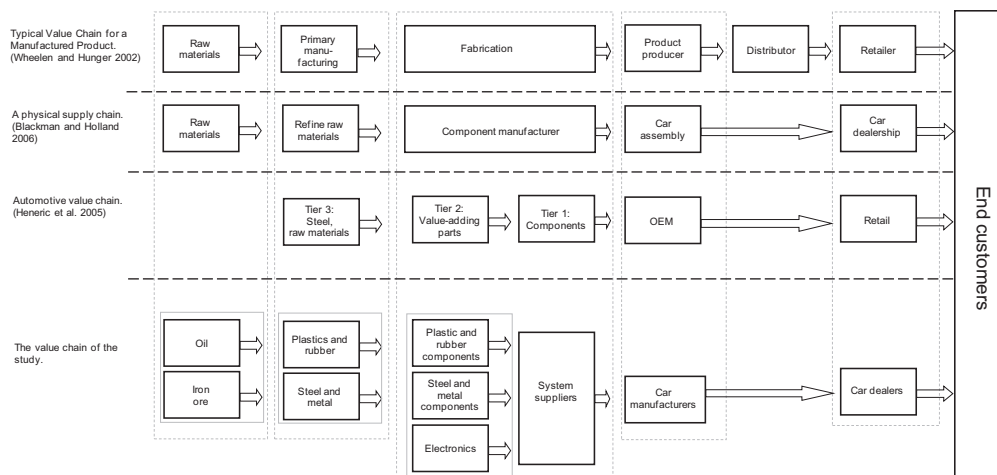 Typical Value Chain for a
Manufactured Product.
(Wheelen and Hunger 2002)
Raw
materials
Primary
manu-
facturing
Fabrication
Product
producer
Distributor
Retailer
A physical supply chain.
(Blackman and Holland
2006)
Raw
materials
Refine raw
materials
Component manufacturer
Car
assembly
Car
dealership
Automotive value chain.
(Heneric et al. 2005)
Tier 3:
Steel,
raw materials
Tier 2:
Value-adding
parts
Tier 1:
Components
OEM
Retail
The value chain of the
study.
Oil
Iron
ore
Plastics and
rubber
Steel and
metal
Plastic and
rubber
components
Steel and
metal
components
Electronics
System
suppliers
Car
manufacturers
Car dealers
End customers